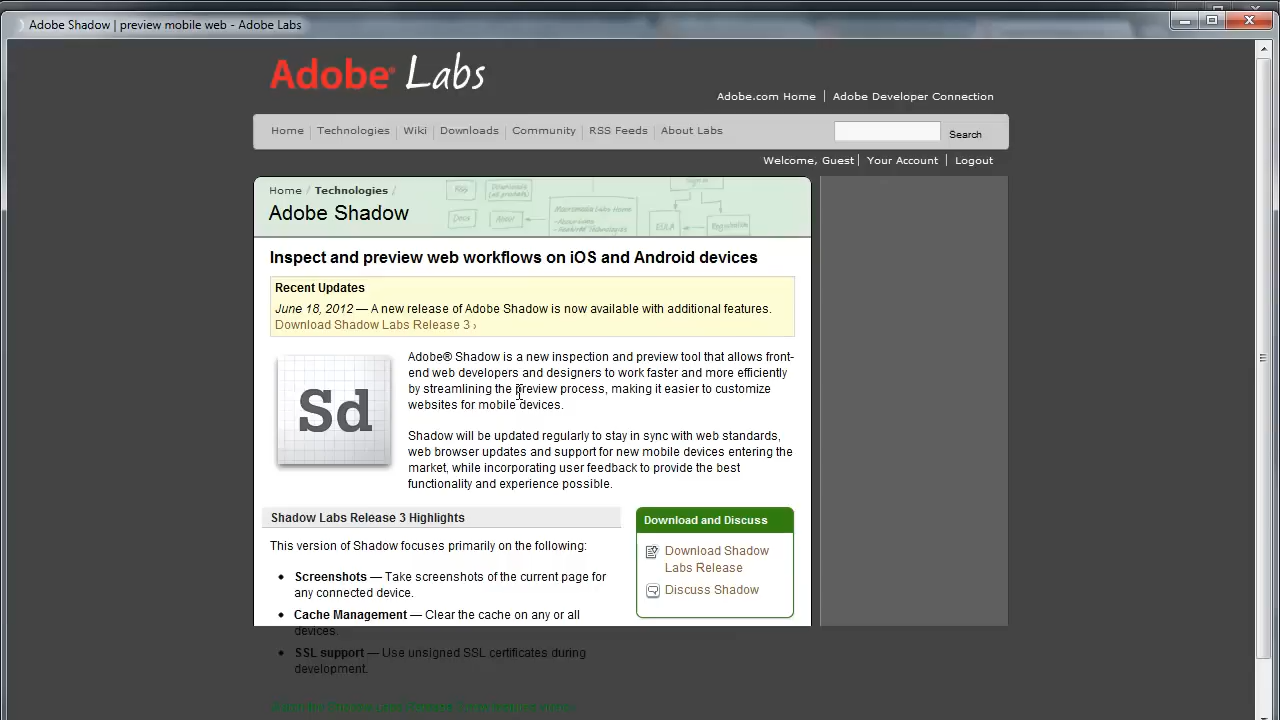 Adobe Shadow | preview mobile web - Adobe Labs
Adobe® Labs
Adobe.com Home | Adobe Developer Connection
Home | Technologies | Wiki | Downloads | Community | RSS Feeds | About Labs
Search
Welcome, Guest | Your Account | Logout
Home / Technologies /
Adobe Shadow
Inspect and preview web workflows on iOS and Android devices
Recent Updates
June 18, 2012 — A new release of Adobe Shadow is now available with additional features.
Download Shadow Labs Release 3 ›
Sd
Adobe® Shadow is a new inspection and preview tool that allows front-
end web developers and designers to work faster and more efficiently
by streamlining the preview process, making it easier to customize
websites for mobile devices.
Shadow will be updated regularly to stay in sync with web standards,
web browser updates and support for new mobile devices entering the
market, while incorporating user feedback to provide the best
functionality and experience possible.
Shadow Labs Release 3 Highlights
This version of Shadow focuses primarily on the following:
• Screenshots — Take screenshots of the current page for
any connected device.
• Cache Management — Clear the cache on any or all
devices.
• SSL support — Use unsigned SSL certificates during
development.
Download and Discuss
Download Shadow
Labs Release
Discuss Shadow